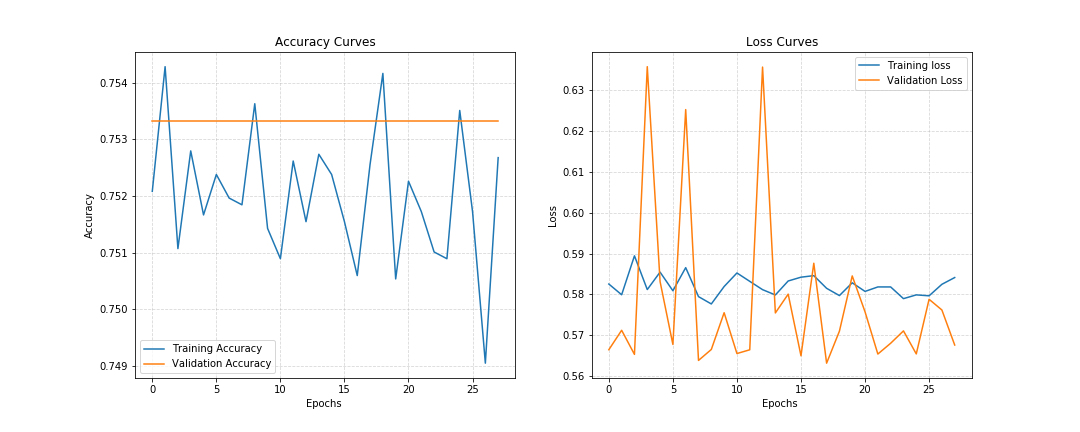 Accuracy Curves
0.754
0.753
0.752
0.751
0.750
0.749
Accuracy
Training Accuracy
Validation Accuracy
0 5 10 15 20 25
Epochs
Loss Curves
0.63
0.62
0.61
0.60
0.59
0.58
0.57
0.56
Loss
Training loss
Validation Loss
0 5 10 15 20 25
Epochs